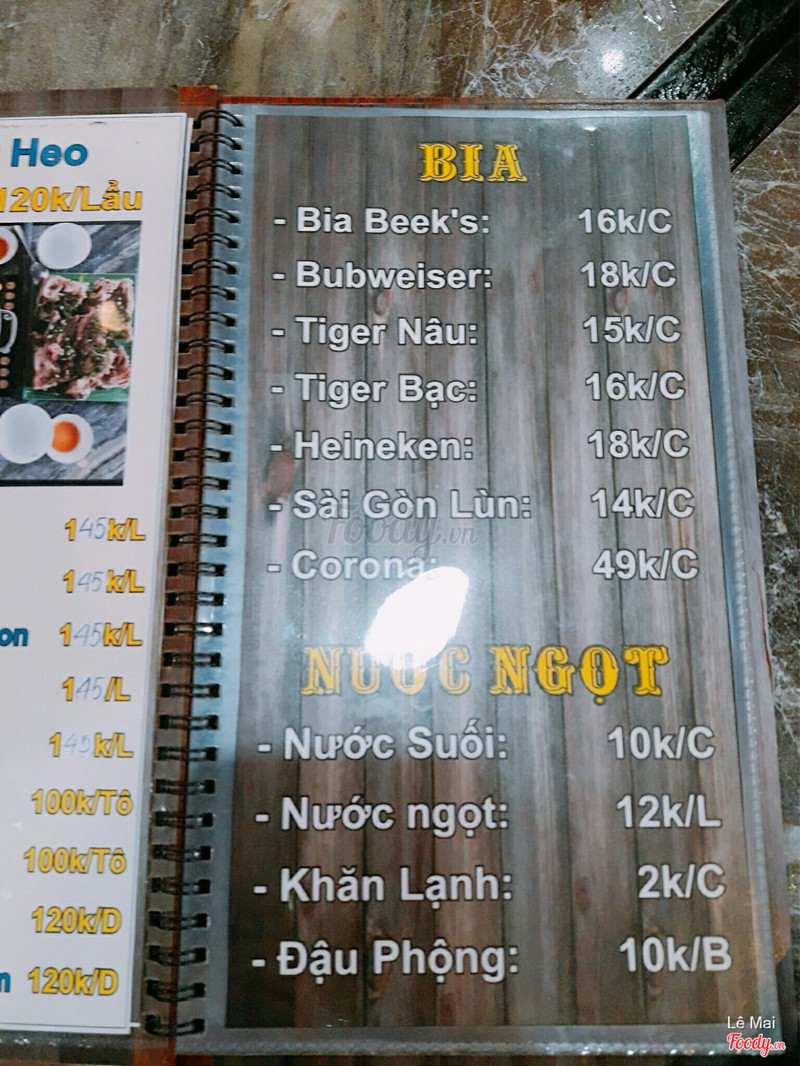 Heo
120k/Lẩu
145k/L
145k/L
on 145k/L
145/L
145k/L
100k/Tô
100k/Tô
120k/D
120k/D
BIA
- Bia Beek's: 16k/C
- Bubweiser: 18k/C
- Tiger Nâu: 15k/C
- Tiger Bạc: 16k/C
- Heineken: 18k/C
- Sài Gòn Lùn: 14k/C
- Corona: 49k/C
Foody.vn
NƯỚC NGỌT
- Nước Suối: 10k/C
- Nước ngọt: 12k/L
- Khăn Lạnh: 2k/C
- Đậu Phộng: 10k/B
Lê Mai
Foody.vn